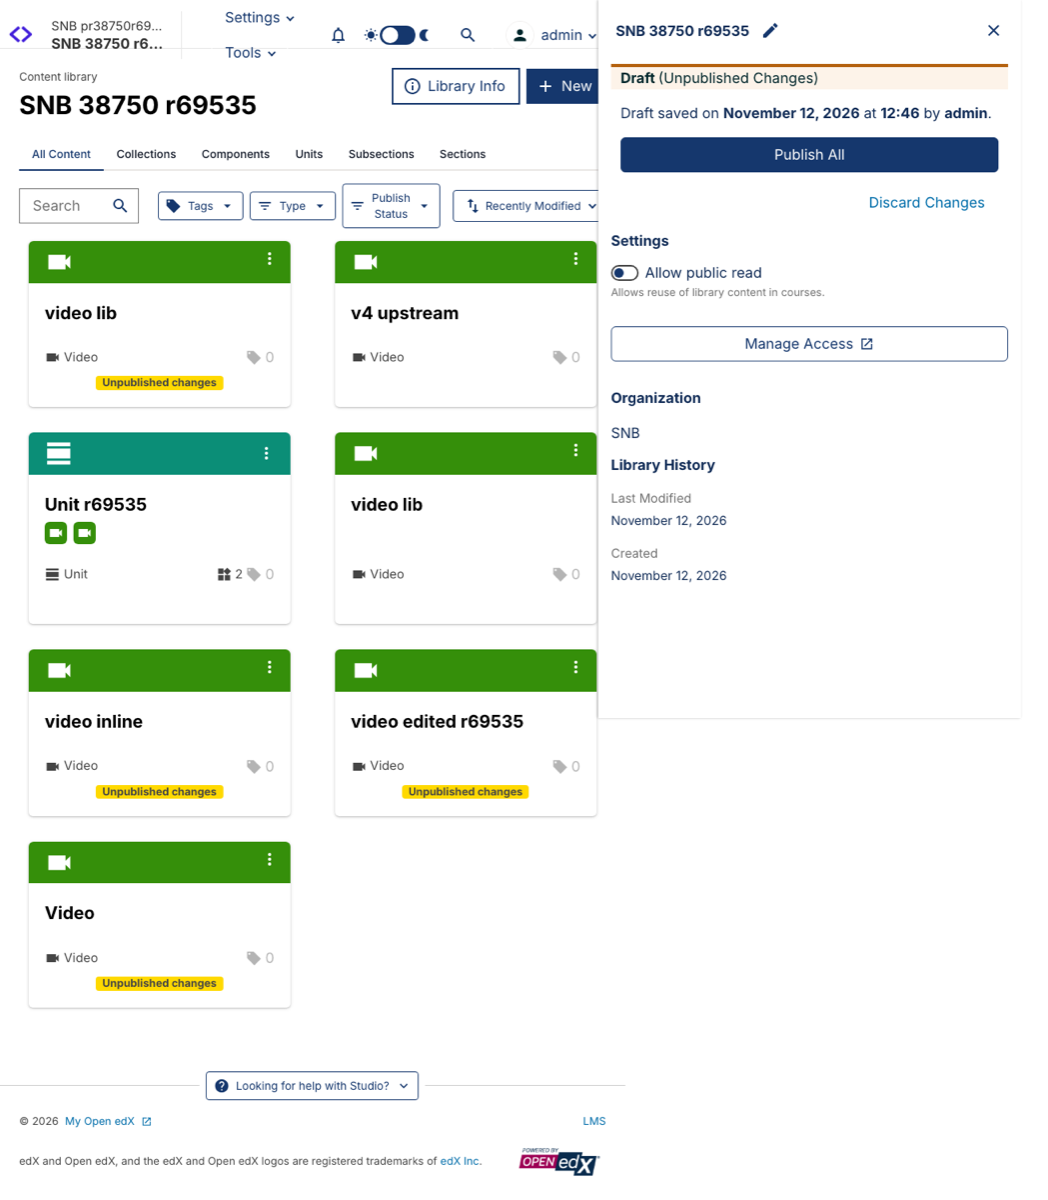 SNB pr38750r69...
SNB 38750 r6...
Settings
Tools
admin
Content library
SNB 38750 r69535
Library Info
New
All Content
Collections
Components
Units
Subsections
Sections
Search
Tags
Type
Publish
Status
Recently Modified
video lib
Video
0
Unpublished changes
v4 upstream
Video
0
Unit r69535
Unit
2
0
video lib
Video
0
video inline
Video
0
Unpublished changes
video edited r69535
Video
0
Unpublished changes
Video
Video
0
Unpublished changes
SNB 38750 r69535
Draft (Unpublished Changes)
Draft saved on November 12, 2026 at 12:46 by admin.
Publish All
Discard Changes
Settings
Allow public read
Allows reuse of library content in courses.
Manage Access
Organization
SNB
Library History
Last Modified
November 12, 2026
Created
November 12, 2026
Looking for help with Studio?
© 2026 My Open edX
LMS
edX and Open edX, and the edX and Open edX logos are registered trademarks of edX Inc.
POWERED BY
OPEN edX